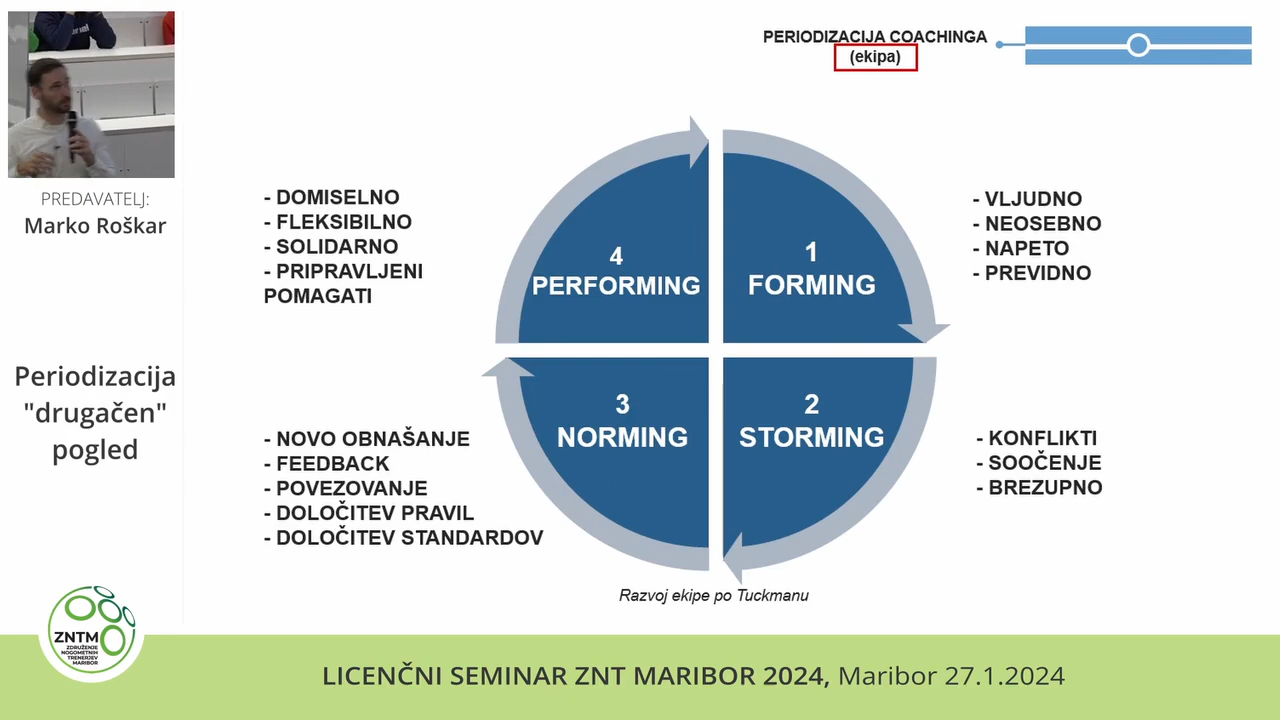 PREDAVATELJ:
Marko Roškar
Periodizacija
"drugačen"
pogled
PERIODIZACIJA COACHINGA
(ekipa)
- DOMISELNO
- FLEKSIBILNO
- SOLIDARNO
- PRIPRAVLJENI
POMAGATI
4
PERFORMING
1
FORMING
- VLJUDNO
- NEOSEBNO
- NAPETO
- PREVIDNO
- NOVO OBNAŠANJE
- FEEDBACK
- POVEZOVANJE
- DOLOČITEV PRAVIL
- DOLOČITEV STANDARDOV
3
NORMING
2
STORMING
- KONFLIKTI
- SOOČENJE
- BREZUPNO
Razvoj ekipe po Tuckmanu
ZNTM
ZDRUŽENJE
NOGOMETNIH
TRENERJEV
MARIBOR
LICENČNI SEMINAR ZNT MARIBOR 2024, Maribor 27.1.2024